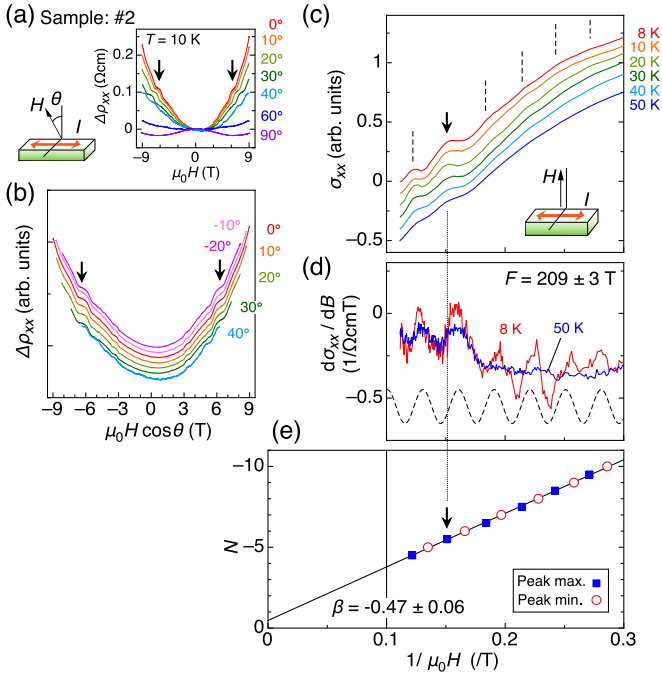 (a) Sample: #2
T = 10 K
0°
10°
20°
30°
40°
60°
90°
Δρxx (Ωcm)
0.2
0.1
0
-9 -6 -3 0 3 6 9
μ0H (T)
H θ
I
(b)
-10°
-20°
0°
10°
20°
30°
40°
Δρxx (arb. units)
−9 −6 −3 0 3 6 9
μ0H cosθ (T)
(c)
8 K
10 K
20 K
30 K
40 K
50 K
σxx (arb. units)
1
0.5
0
−0.5
H
I
(d)
F = 209 ± 3 T
8 K
50 K
dσxx / dB
(1/ΩcmT)
0
−0.5
(e)
N
−10
−5
0
β = -0.47 ± 0.06
Peak max.
Peak min.
0 0.1 0.2 0.3
1/ μ0H (/T)